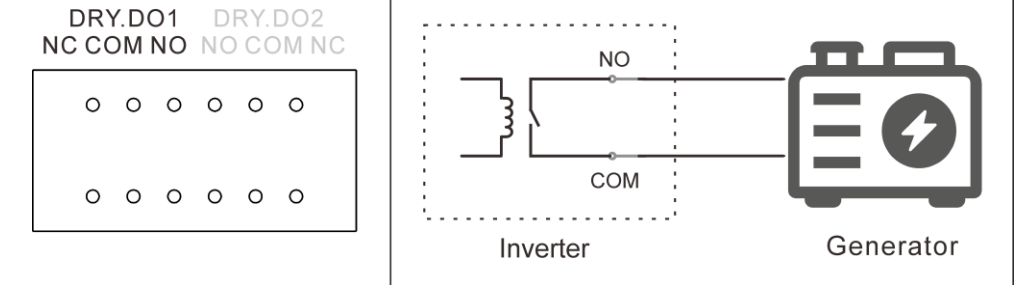 DRY.DO1 DRY.DO2
NC COM NO NO COM NC
NO
COM
Inverter
Generator